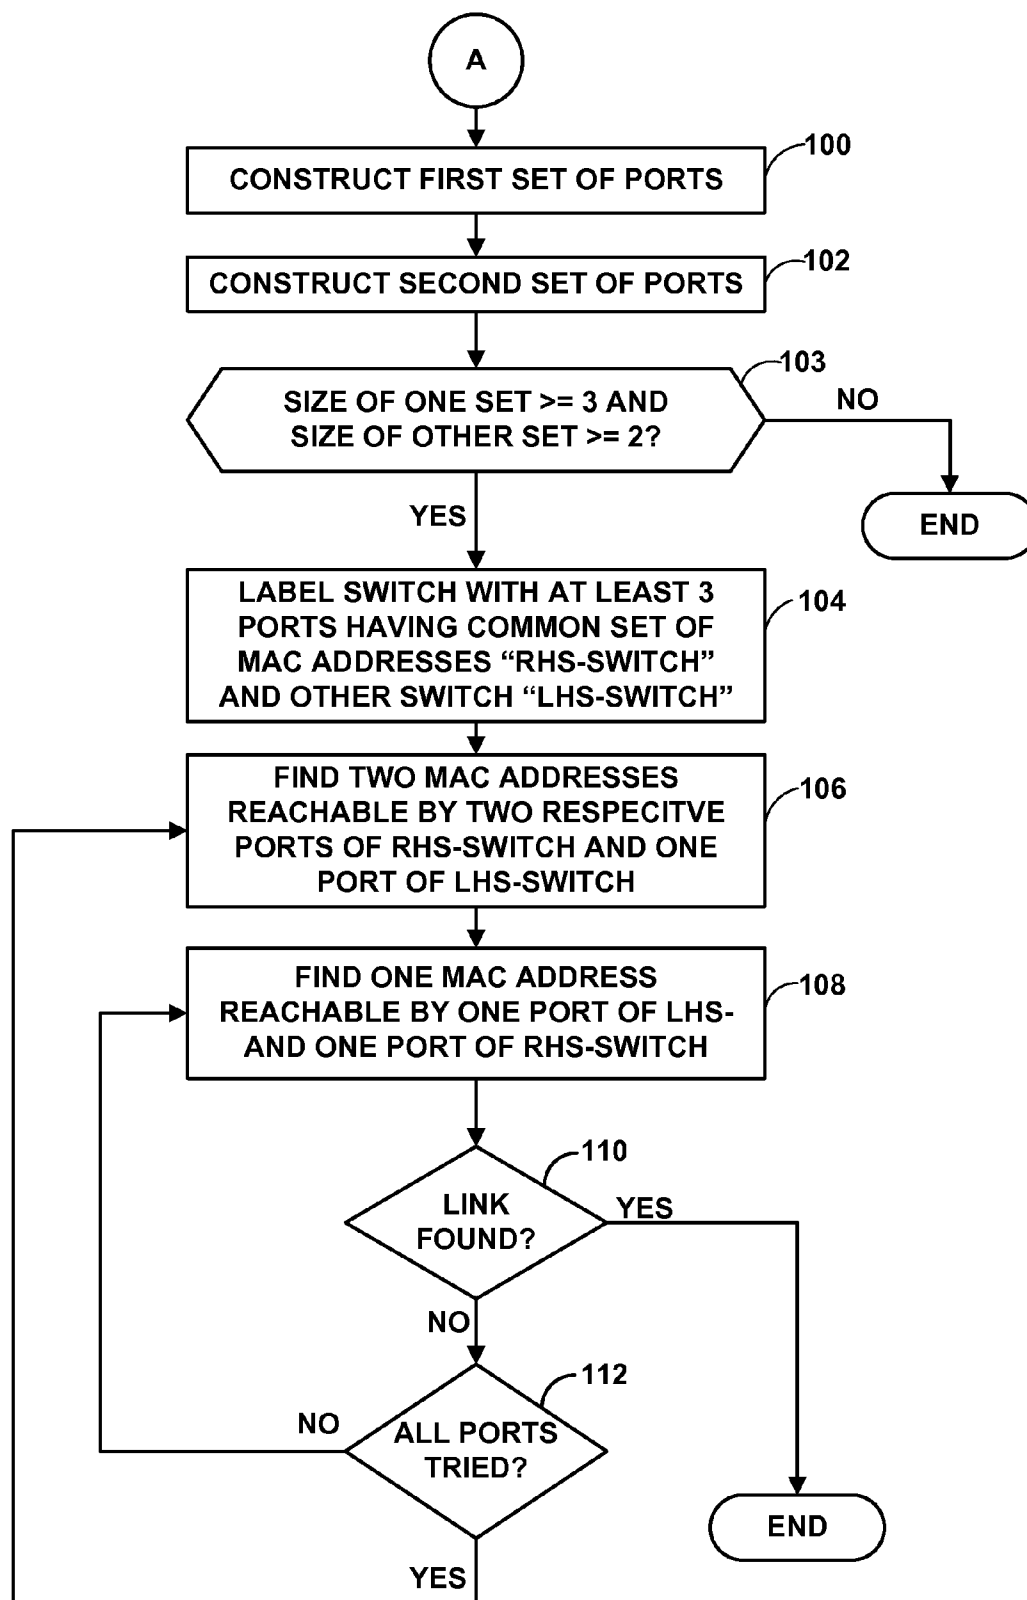 A
100
CONSTRUCT FIRST SET OF PORTS
102
CONSTRUCT SECOND SET OF PORTS
103
SIZE OF ONE SET >= 3 AND
SIZE OF OTHER SET >= 2?
NO
END
YES
104
LABEL SWITCH WITH AT LEAST 3
PORTS HAVING COMMON SET OF
MAC ADDRESSES “RHS-SWITCH”
AND OTHER SWITCH “LHS-SWITCH”
106
FIND TWO MAC ADDRESSES
REACHABLE BY TWO RESPECITVE
PORTS OF RHS-SWITCH AND ONE
PORT OF LHS-SWITCH
108
FIND ONE MAC ADDRESS
REACHABLE BY ONE PORT OF LHS-
AND ONE PORT OF RHS-SWITCH
110
LINK
FOUND?
YES
NO
112
ALL PORTS
TRIED?
NO
END
YES